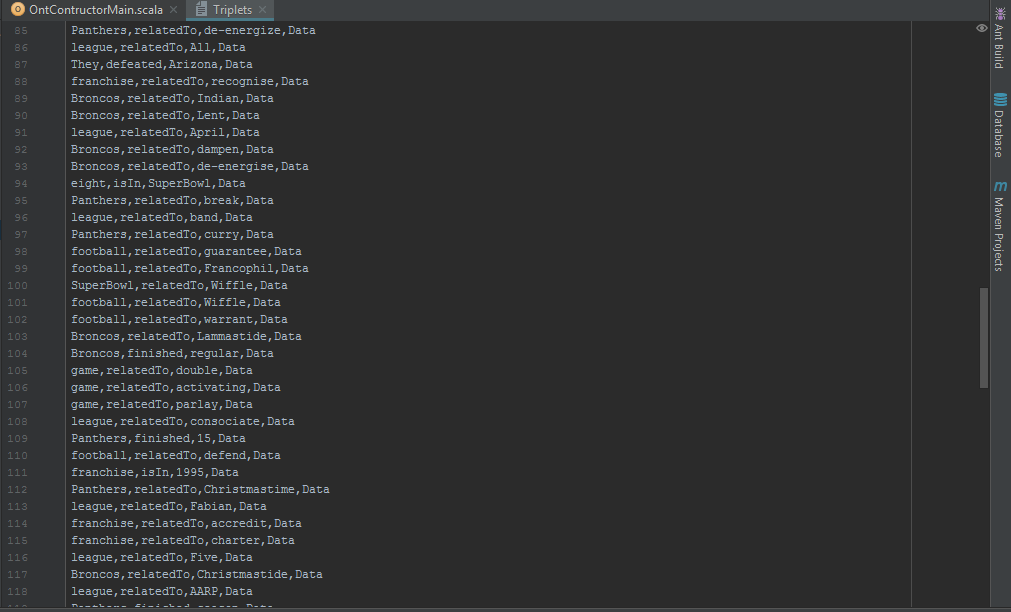 OntContructorMain.scala
Triplets
85 Panthers,relatedTo,de-energize,Data
86 league,relatedTo,All,Data
87 They,defeated,Arizona,Data
88 franchise,relatedTo,recognise,Data
89 Broncos,relatedTo,Indian,Data
90 Broncos,relatedTo,Lent,Data
91 league,relatedTo,April,Data
92 Broncos,relatedTo,dampen,Data
93 Broncos,relatedTo,de-energise,Data
94 eight,isIn,SuperBowl,Data
95 Panthers,relatedTo,break,Data
96 league,relatedTo,band,Data
97 Panthers,relatedTo,curry,Data
98 football,relatedTo,guarantee,Data
99 football,relatedTo,Francophil,Data
100 SuperBowl,relatedTo,Wiffle,Data
101 football,relatedTo,Wiffle,Data
102 football,relatedTo,warrant,Data
103 Broncos,relatedTo,Lammastide,Data
104 Broncos,finished,regular,Data
105 game,relatedTo,double,Data
106 game,relatedTo,activating,Data
107 game,relatedTo,parlay,Data
108 league,relatedTo,consociate,Data
109 Panthers,finished,15,Data
110 football,relatedTo,defend,Data
111 franchise,isIn,1995,Data
112 Panthers,relatedTo,Christmastime,Data
113 league,relatedTo,Fabian,Data
114 franchise,relatedTo,accredit,Data
115 franchise,relatedTo,charter,Data
116 league,relatedTo,Five,Data
117 Broncos,relatedTo,Christmastide,Data
118 league,relatedTo,AARP,Data
Ant Build
Database
Maven Projects